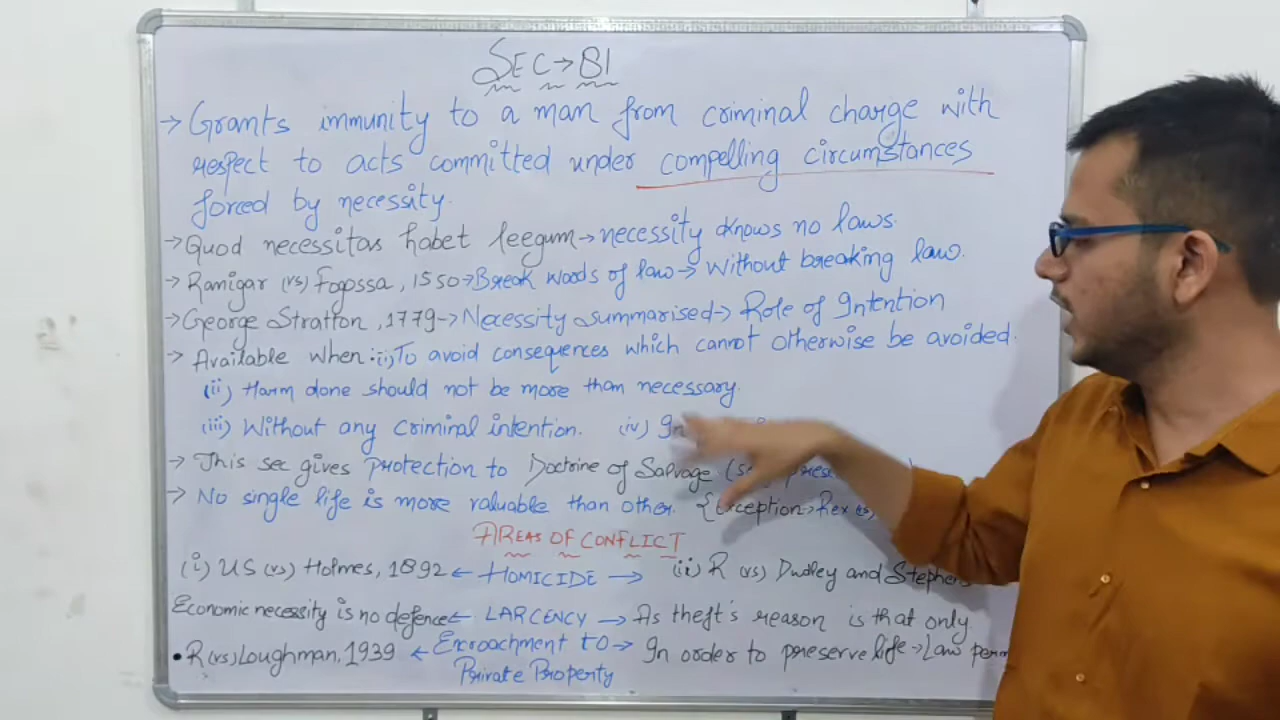 SEC→81
→ Grants immunity to a man from criminal charge with
respect to acts committed under compelling circumstances
forced by necessity.
→ Quod necessitas habet leegum → necessity knows no laws.
→ Ramigar (vs) Fogossa, 1550 → Break woods of law → Without breaking law.
→ George Stratton, 1779 → Necessity summarised → Role of Intention
→ Available when :(i) To avoid consequences which cannot otherwise be avoided.
(ii) Harm done should not be more than necessary.
(iii) Without any criminal intention. (iv)
→ This sec gives protection to Doctrine of Salvage
→ No single life is more valuable than other. {Exception → Rex (vs)
AREAS OF CONFLICT
(i) US (vs) Holmes, 1892 ← HOMICIDE → (ii) R (vs) Dudley and Stephens
Economic necessity is no defence ← LARCENCY → As theft's reason is that only
• R (vs) Loughman, 1939 ← Excroachment to → In order to preserve life → Law
Private Property